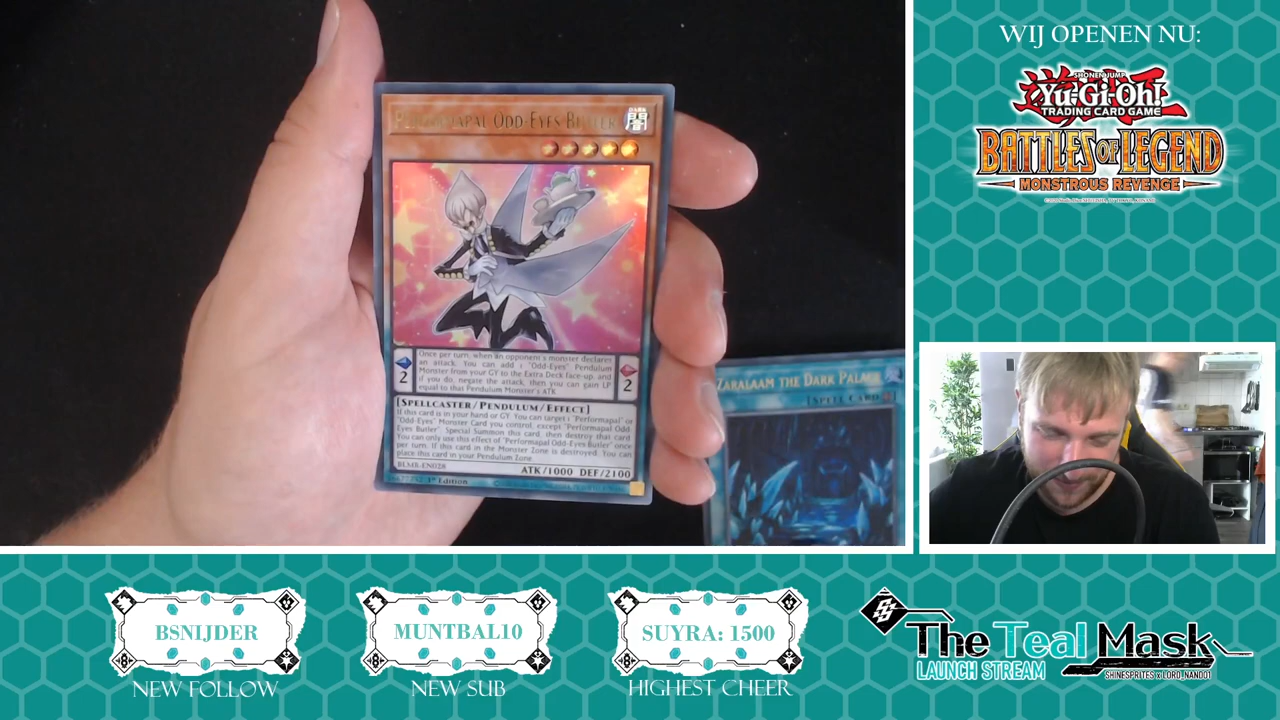 WIJ OPENEN NU:
SHONEN JUMP
Yu-Gi-Oh!
TRADING CARD GAME
BATTLES OF LEGEND
MONSTROUS REVENGE
PERFORMAPAL ODD-EYES BUTLER
DARK
闇
Once per turn, when an opponent's monster declares
an attack: You can add 1 "Odd-Eyes" Pendulum
Monster from your GY to the Extra Deck face-up, and
if you do, negate the attack, then you can gain LP
equal to that Pendulum Monster's ATK.
2
2
[SPELLCASTER/PENDULUM/EFFECT]
If this card is in your hand or GY: You can target 1 "Performapal" or
"Odd-Eyes" Monster Card you control, except "Performapal Odd-
Eyes Butler"; Special Summon this card, then destroy that card.
You can only use this effect of "Performapal Odd-Eyes Butler" once
per turn. If this card in the Monster Zone is destroyed: You can
place this card in your Pendulum Zone.
BLMR-EN028
ATK/1000 DEF/2100
1st Edition
ZARALAAM THE DARK PALACE
[SPELL CARD
BSNIJDER
NEW FOLLOW
MUNTBAL10
NEW SUB
SUYRA: 1500
HIGHEST CHEER
The Teal Mask
LAUNCH STREAM
SHINESPRITES X LORD_NANDO1